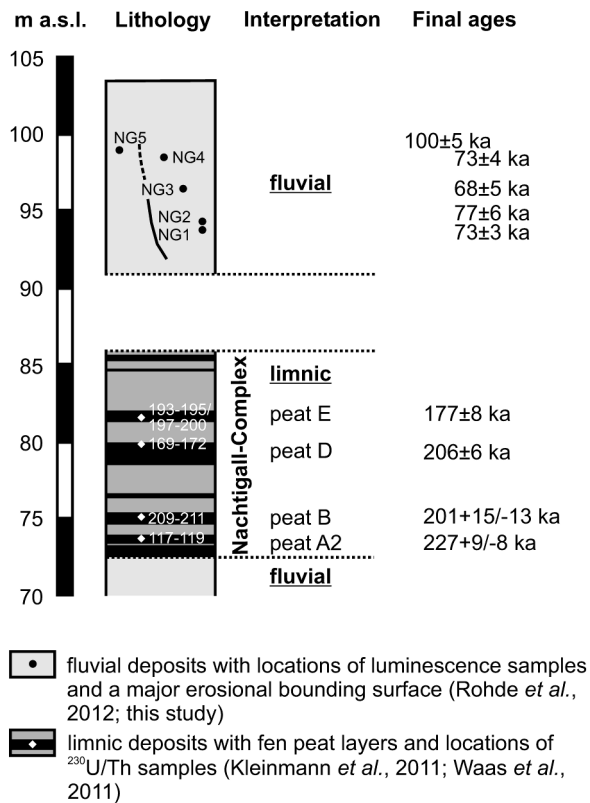 m a.s.l. Lithology Interpretation Final ages
105
100
95
90
85
80
75
70
NG5
NG4
NG3
NG2
NG1
fluvial
100±5 ka
73±4 ka
68±5 ka
77±6 ka
73±3 ka
Nachtigall-Complex
limnic
193-195/
197-200
peat E 177±8 ka
169-172
peat D 206±6 ka
209-211
peat B 201+15/-13 ka
117-119
peat A2 227+9/-8 ka
fluvial
fluvial deposits with locations of luminescence samples
and a major erosional bounding surface (Rohde et al.,
2012; this study)
limnic deposits with fen peat layers and locations of
²³⁰U/Th samples (Kleinmann et al., 2011; Waas et al.,
2011)